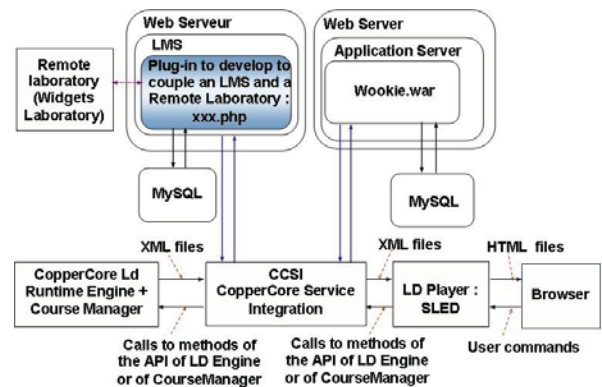 Web Serveur
LMS
Plug-in to develop to
couple an LMS and a
Remote Laboratory :
xxx.php
Remote
laboratory
(Widgets
Laboratory)
MySQL
Web Server
Application Server
Wookie.war
MySQL
XML files
XML files
HTML files
CopperCore Ld
Runtime Engine +
Course Manager
CCSI
CopperCore Service
Integration
LD Player :
SLED
Browser
Calls to methods of
the API of LD Engine
or of CourseManager
Calls to methods of
the API of LD Engine
or of CourseManager
User commands